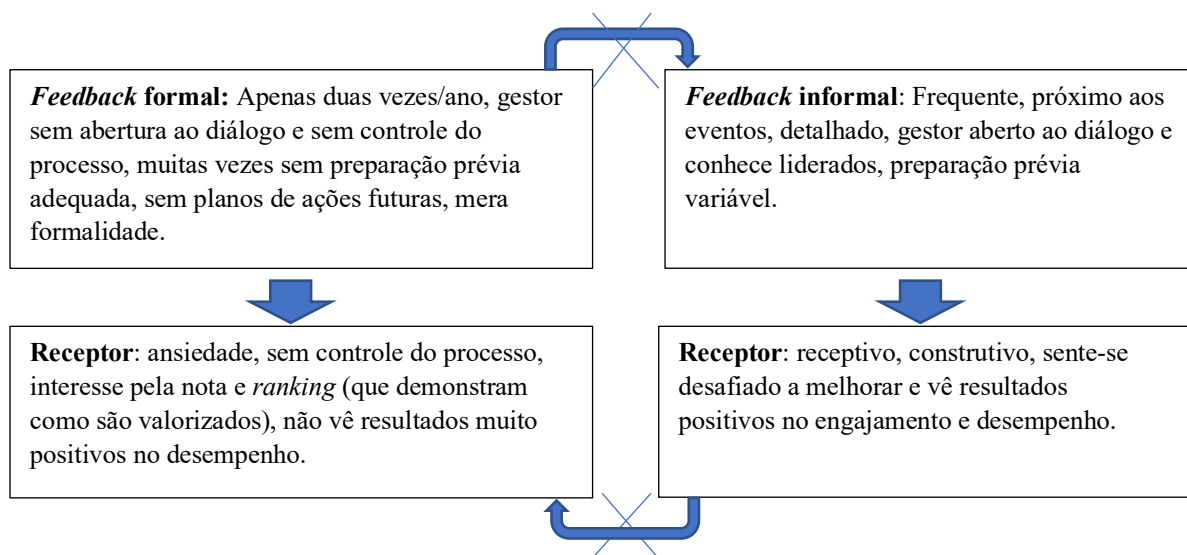 Feedback formal: Apenas duas vezes/ano, gestor
sem abertura ao diálogo e sem controle do
processo, muitas vezes sem preparação prévia
adequada, sem planos de ações futuras, mera
formalidade.
Feedback informal: Frequente, próximo aos
eventos, detalhado, gestor aberto ao diálogo e
conhece liderados, preparação prévia
variável.
Receptor: ansiedade, sem controle do processo,
interesse pela nota e ranking (que demonstram
como são valorizados), não vê resultados muito
positivos no desempenho.
Receptor: receptivo, construtivo, sente-se
desafiado a melhorar e vê resultados
positivos no engajamento e desempenho.